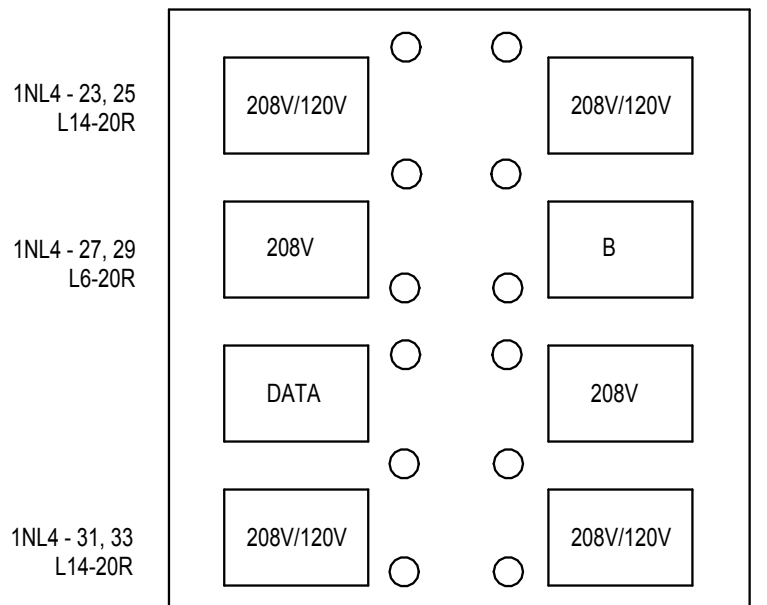 1NL4 - 23, 25
L14-20R
208V/120V
208V/120V
1NL4 - 27, 29
L6-20R
208V
B
DATA
208V
1NL4 - 31, 33
L14-20R
208V/120V
208V/120V